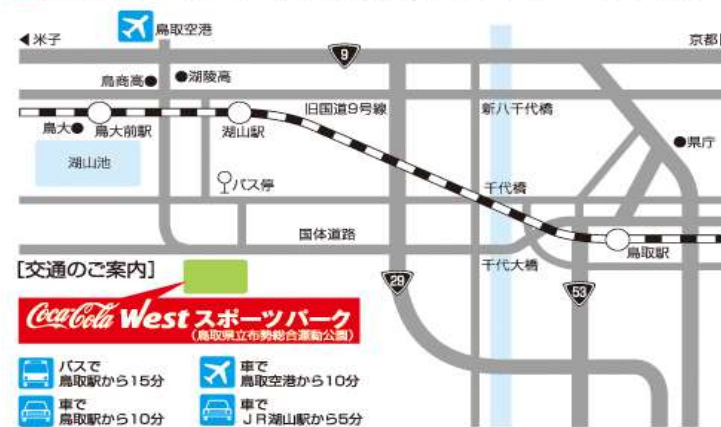 鳥取空港
◀米子
京都
9
鳥商高●
●湖陵高
旧国道9号線
新八千代橋
鳥大●
鳥大前駅
湖山駅
●県庁
湖山池
バス停
千代橋
国体道路
鳥取駅
千代大橋
[交通のご案内]
29
53
Coca-Cola West スポーツパーク
(鳥取県立布勢総合運動公園)
バスで
鳥取駅から15分
車で
鳥取空港から10分
車で
鳥取駅から10分
車で
JR湖山駅から5分